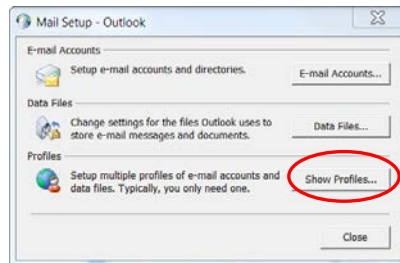 Mail Setup - Outlook
E-mail Accounts
Setup e-mail accounts and directories.
E-mail Accounts...
Data Files
Change settings for the files Outlook uses to
store e-mail messages and documents.
Data Files...
Profiles
Setup multiple profiles of e-mail accounts and
data files. Typically, you only need one.
Show Profiles...
Close